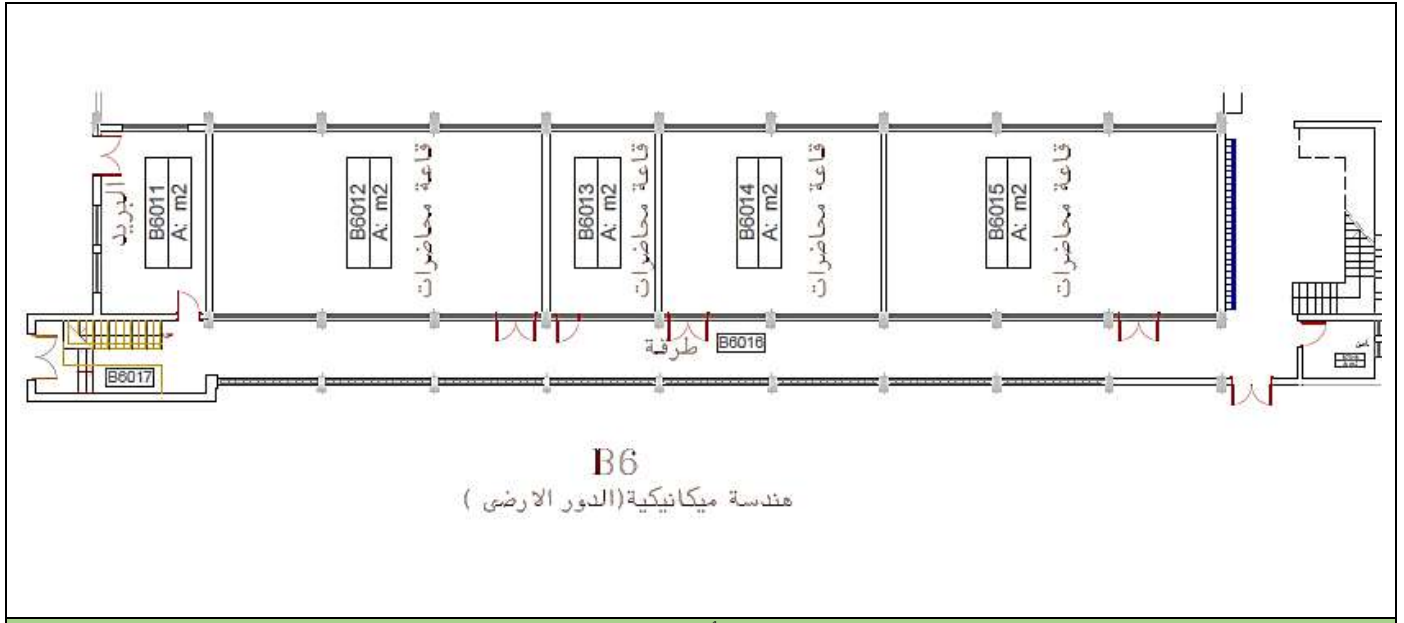 البريد
B6011
A: m2
B6012
A: m2
قاعة محاضرات
B6013
A: m2
قاعة محاضرات
B6014
A: m2
قاعة محاضرات
B6015
A: m2
قاعة محاضرات
طرقة
B6016
B6017
B6
هندسة ميكانيكية(الدور الارضى )